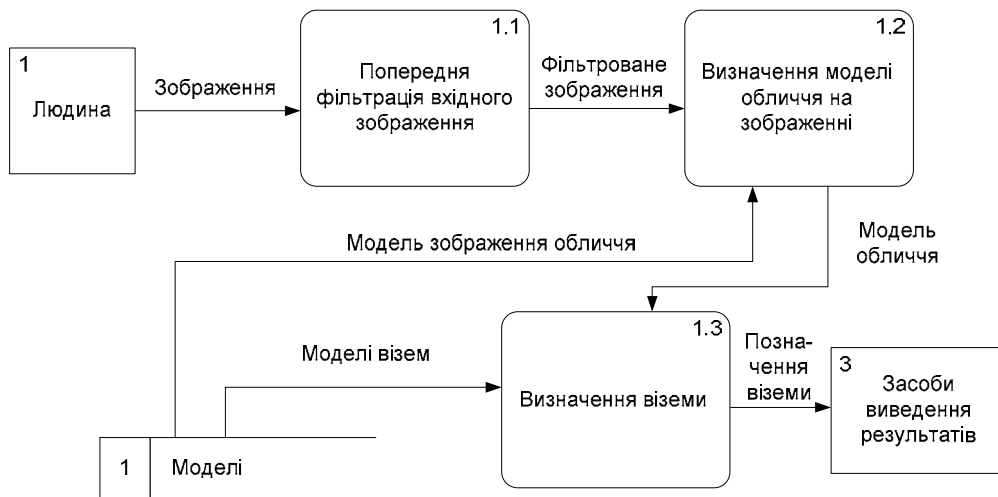 1
Людина
Зображення
1.1
Попередня
фільтрація вхідного
зображення
Фільтроване
зображення
1.2
Визначення моделі
обличчя на
зображенні
Модель зображення обличчя
Модель
обличчя
Моделі візем
1.3
Визначення віземи
Позна-
чення
віземи
3
Засоби
виведення
результатів
1
Моделі